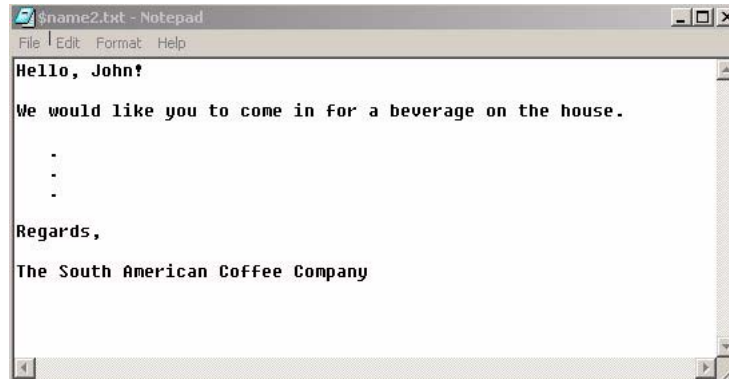 $name2.txt - Notepad
File Edit Format Help
Hello, John!
We would like you to come in for a beverage on the house.
.
.
.
Regards,
The South American Coffee Company